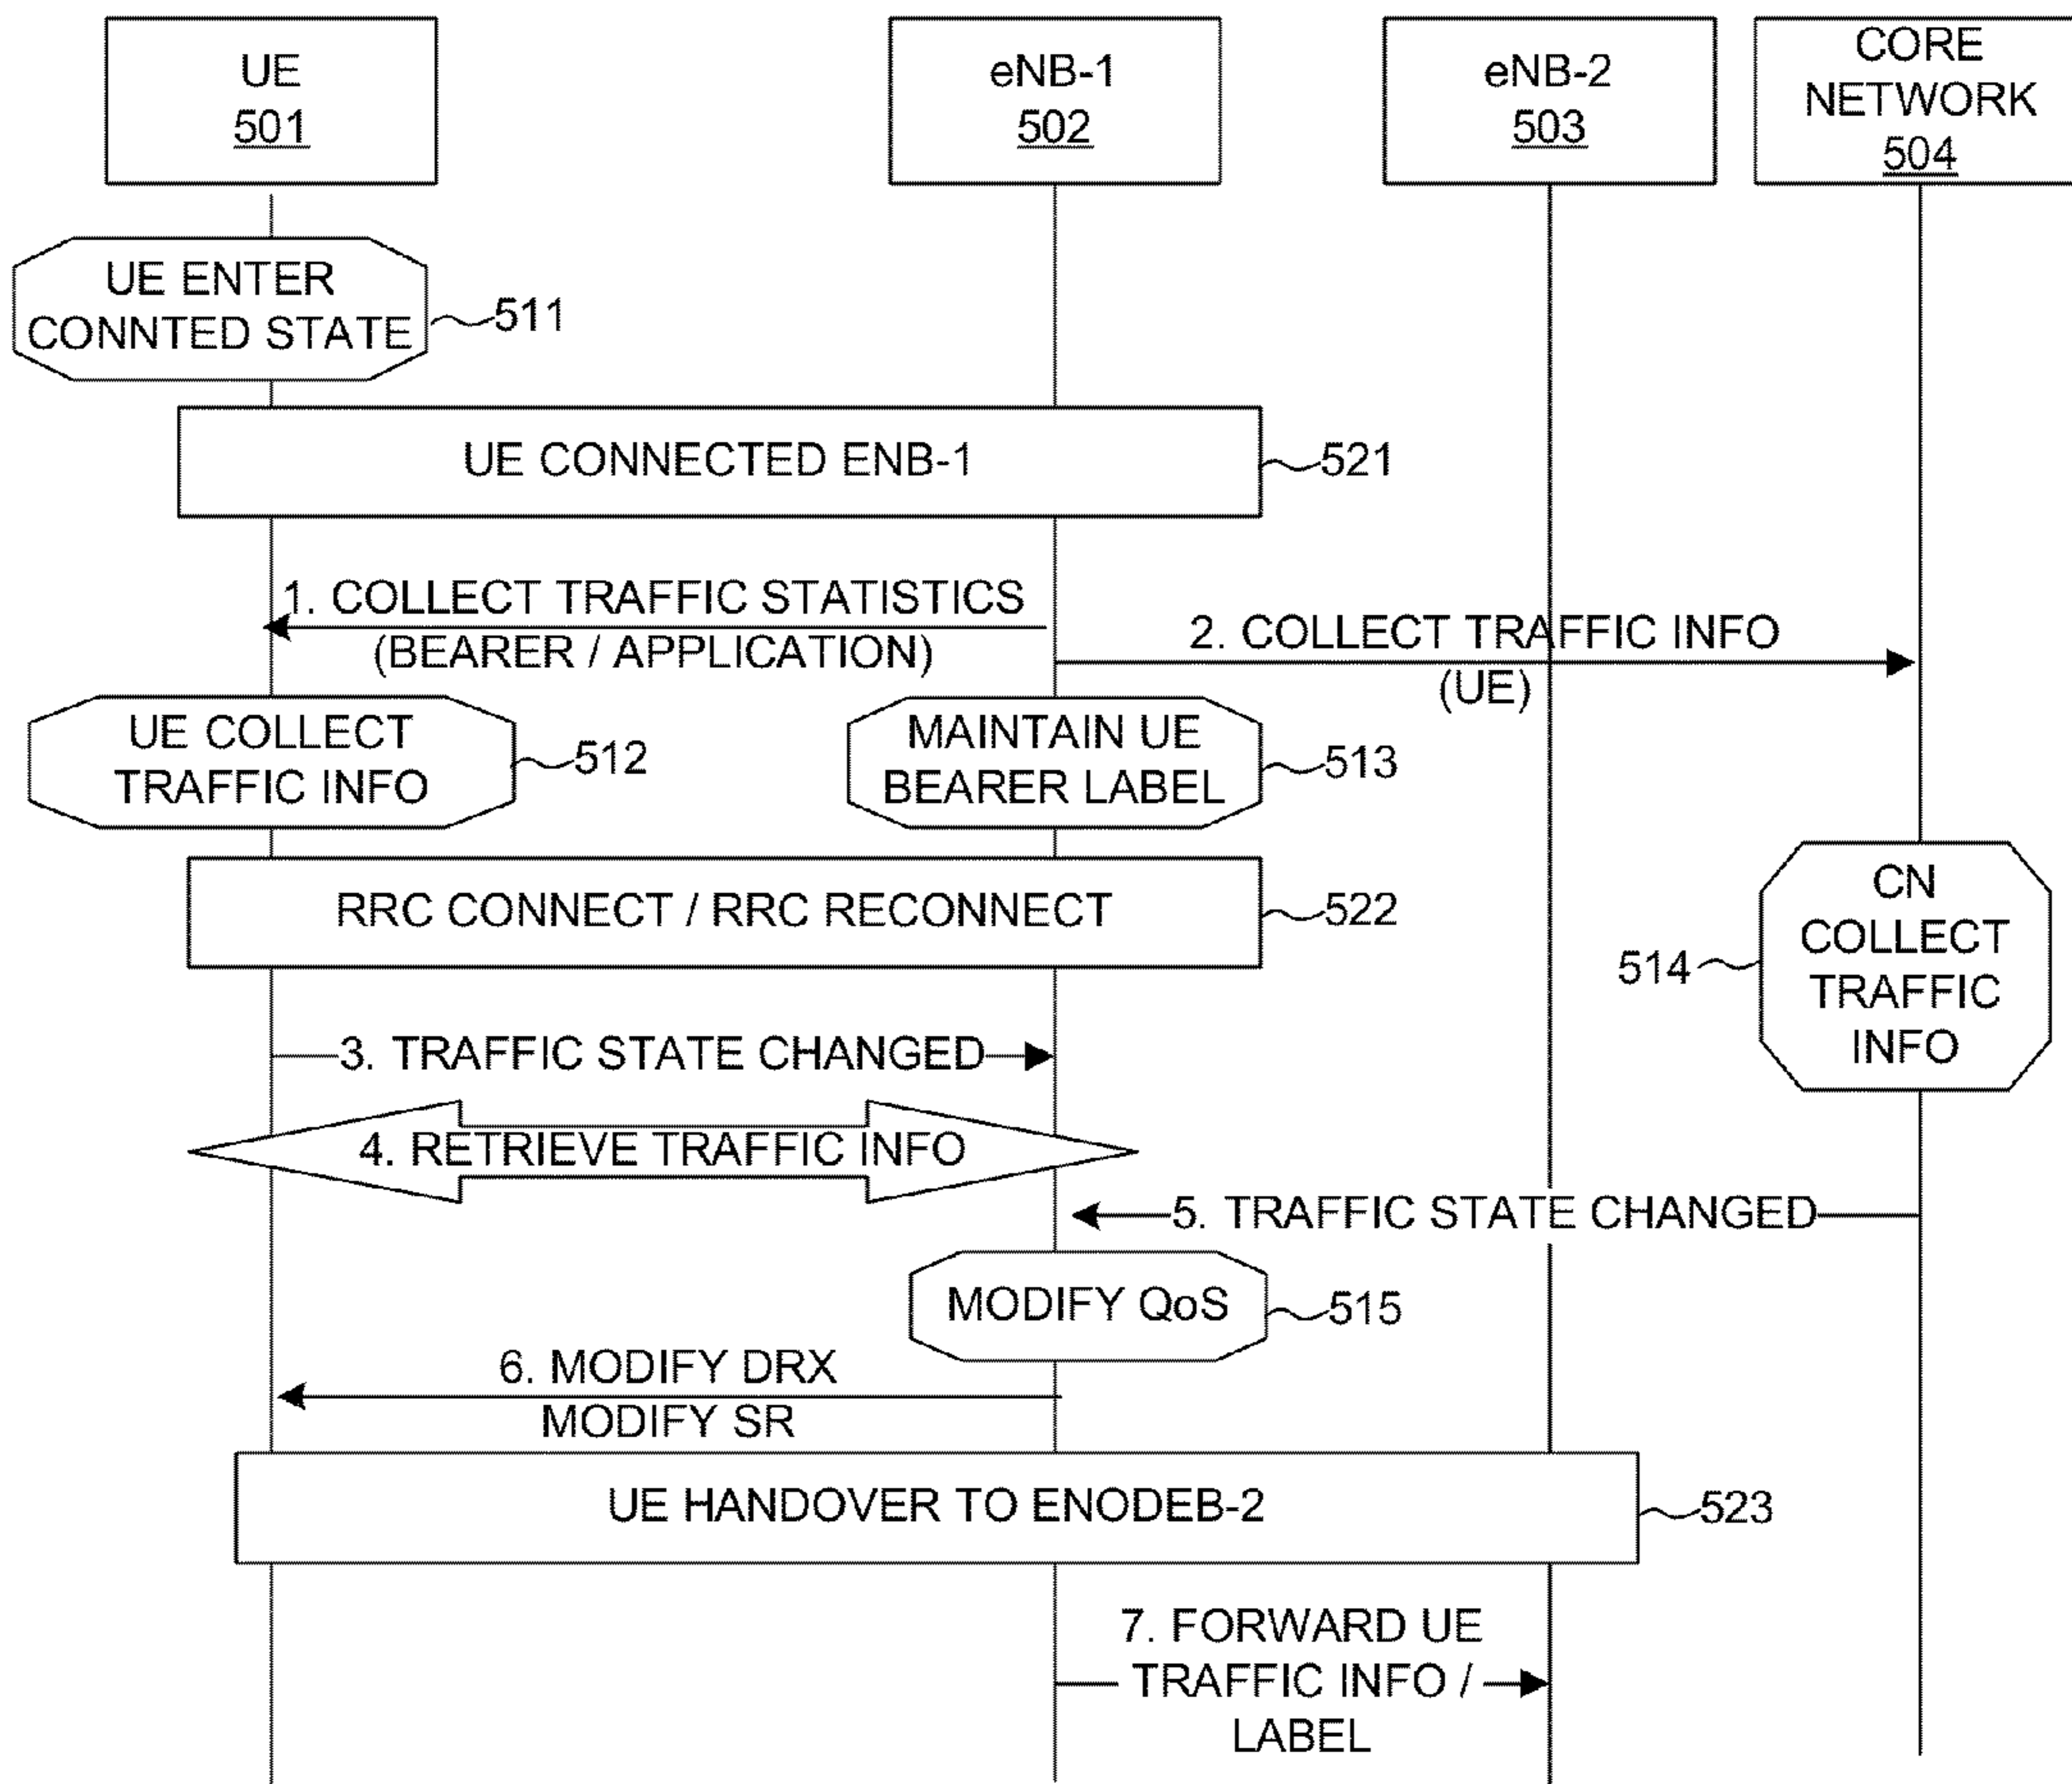 UE
501
eNB-1
502
eNB-2
503
CORE
NETWORK
504
UE ENTER
CONNTED STATE
511
UE CONNECTED ENB-1
521
1. COLLECT TRAFFIC STATISTICS
(BEARER / APPLICATION)
2. COLLECT TRAFFIC INFO
(UE)
UE COLLECT
TRAFFIC INFO
512
MAINTAIN UE
BEARER LABEL
513
RRC CONNECT / RRC RECONNECT
522
CN
COLLECT
TRAFFIC
INFO
514
3. TRAFFIC STATE CHANGED
4. RETRIEVE TRAFFIC INFO
5. TRAFFIC STATE CHANGED
MODIFY QoS
515
6. MODIFY DRX
MODIFY SR
UE HANDOVER TO ENODEB-2
523
7. FORWARD UE
TRAFFIC INFO /
LABEL